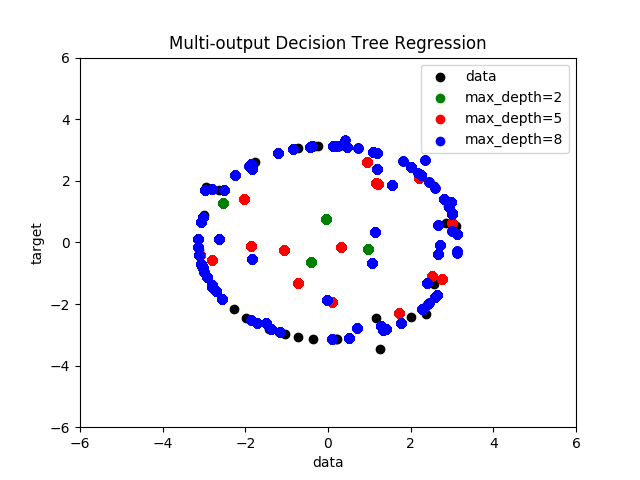 Multi-output Decision Tree Regression
data
max_depth=2
max_depth=5
max_depth=8
target
6
4
2
0
−2
−4
−6
−6
−4
−2
0
2
4
6
data